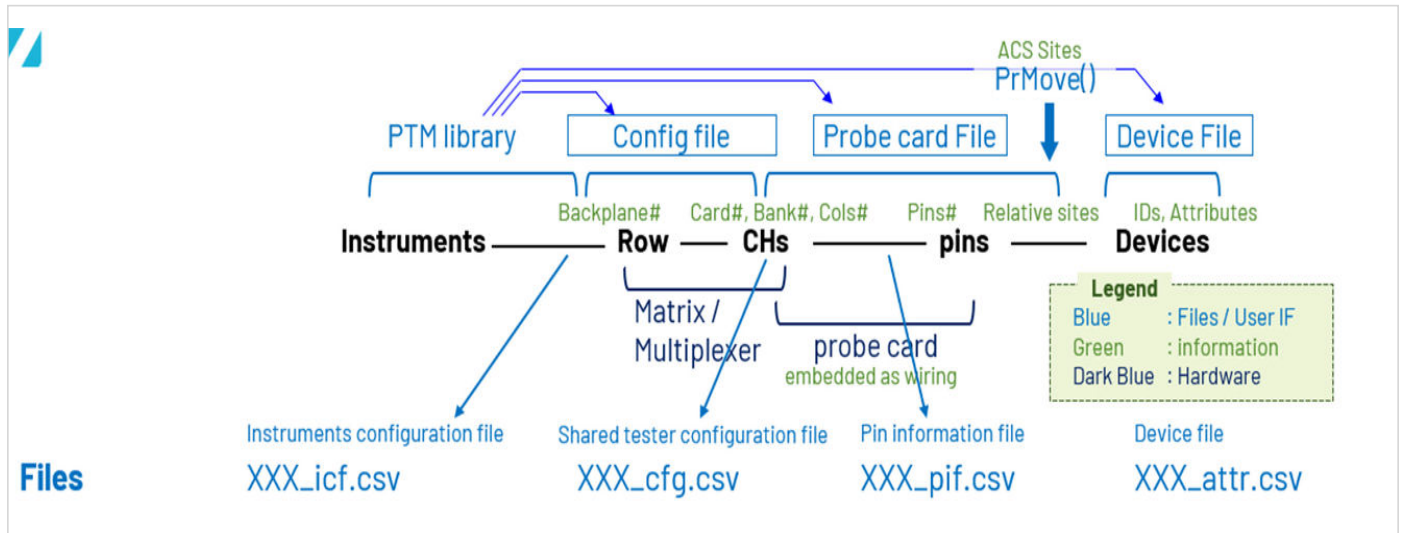 ACS Sites
PrMove()
PTM library
Config file
Probe card File
Device File
Backplane#
Card#, Bank#, Cols#
Pins#
Relative sites
IDs, Attributes
Instruments
Row
CHs
pins
Devices
Matrix /
Multiplexer
probe card
embedded as wiring
Legend
Blue : Files / User IF
Green : information
Dark Blue : Hardware
Instruments configuration file
Shared tester configuration file
Pin information file
Device file
Files
XXX_icf.csv
XXX_cfg.csv
XXX_pif.csv
XXX_attr.csv